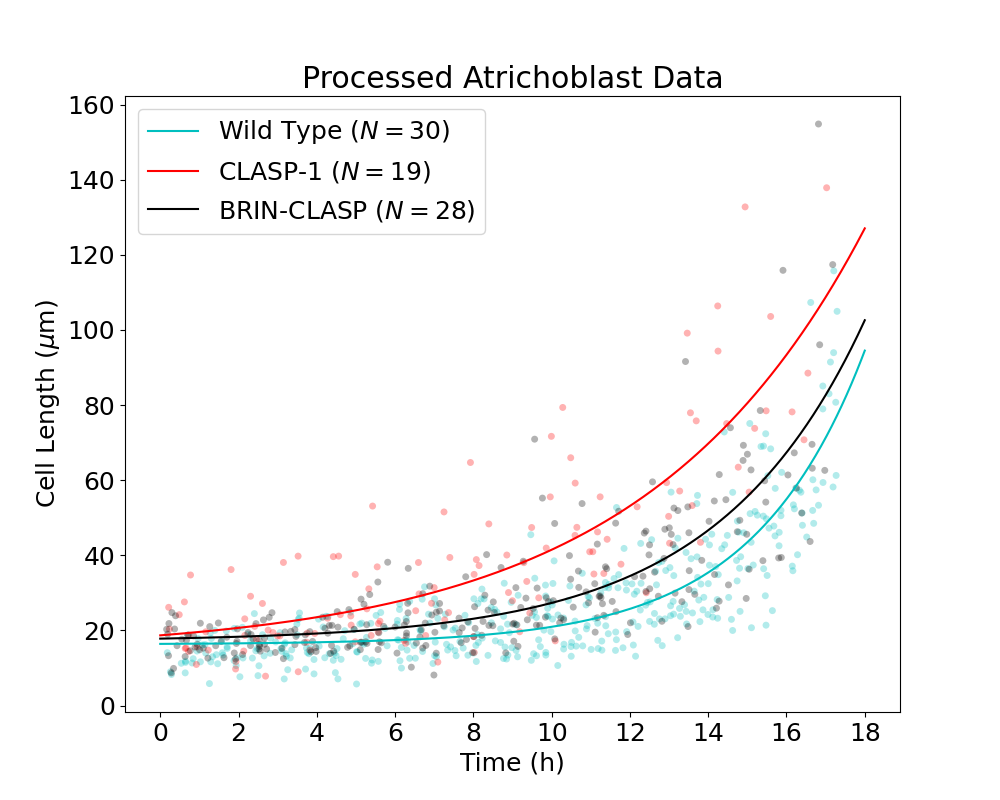 Processed Atrichoblast Data
Wild Type (N = 30)
CLASP-1 (N = 19)
BRIN-CLASP (N = 28)
160
140
120
100
80
60
40
20
0
Cell Length (μm)
0 2 4 6 8 10 12 14 16 18
Time (h)